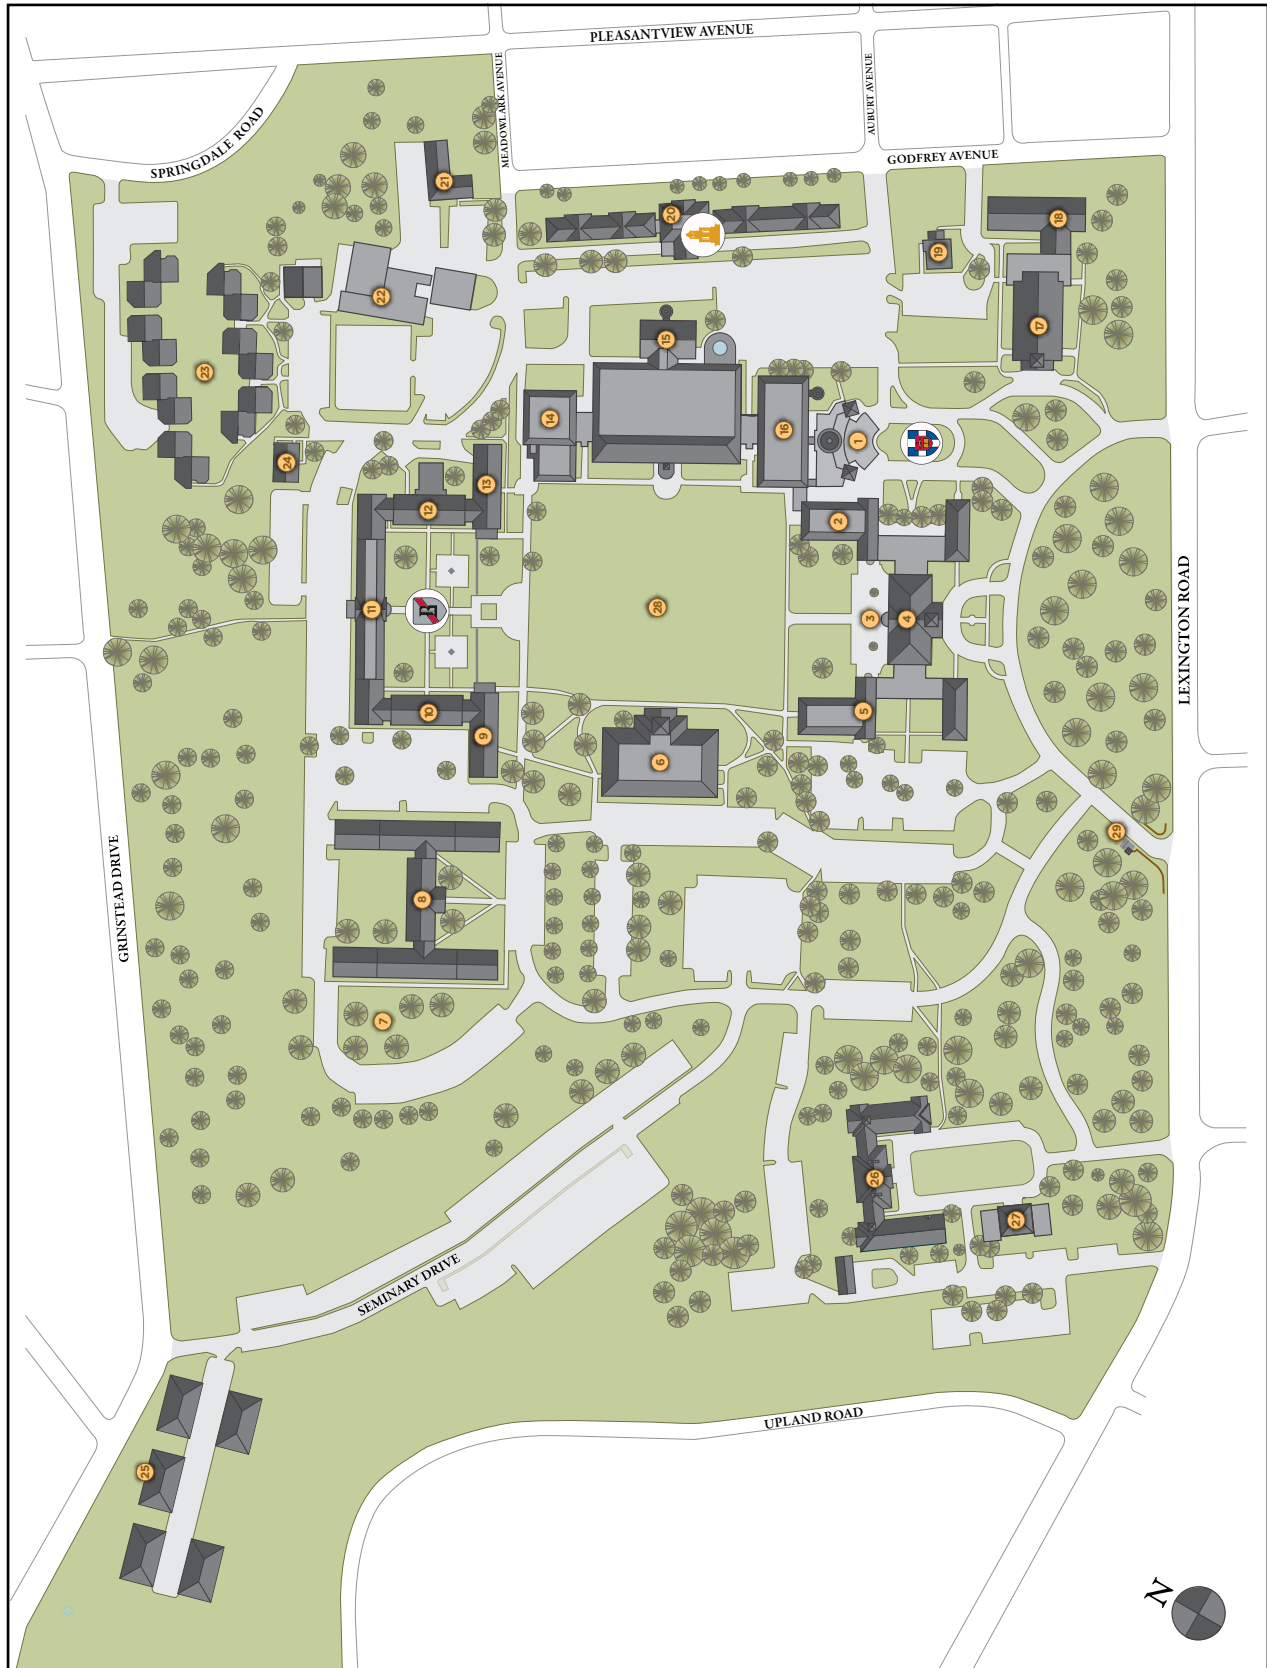 PLEASANTVIEW AVENUE
MEADOWLARK AVENUE
AUBURT AVENUE
SPRINGDALE ROAD
GODFREY AVENUE
21
20
18
19
22
17
15
23
14
16
1
24
13
12
2
B
11
28
3
4
LEXINGTON ROAD
10
5
9
6
29
GRINSTEAD DRIVE
8
7
26
27
SEMINARY DRIVE
UPLAND ROAD
25
N